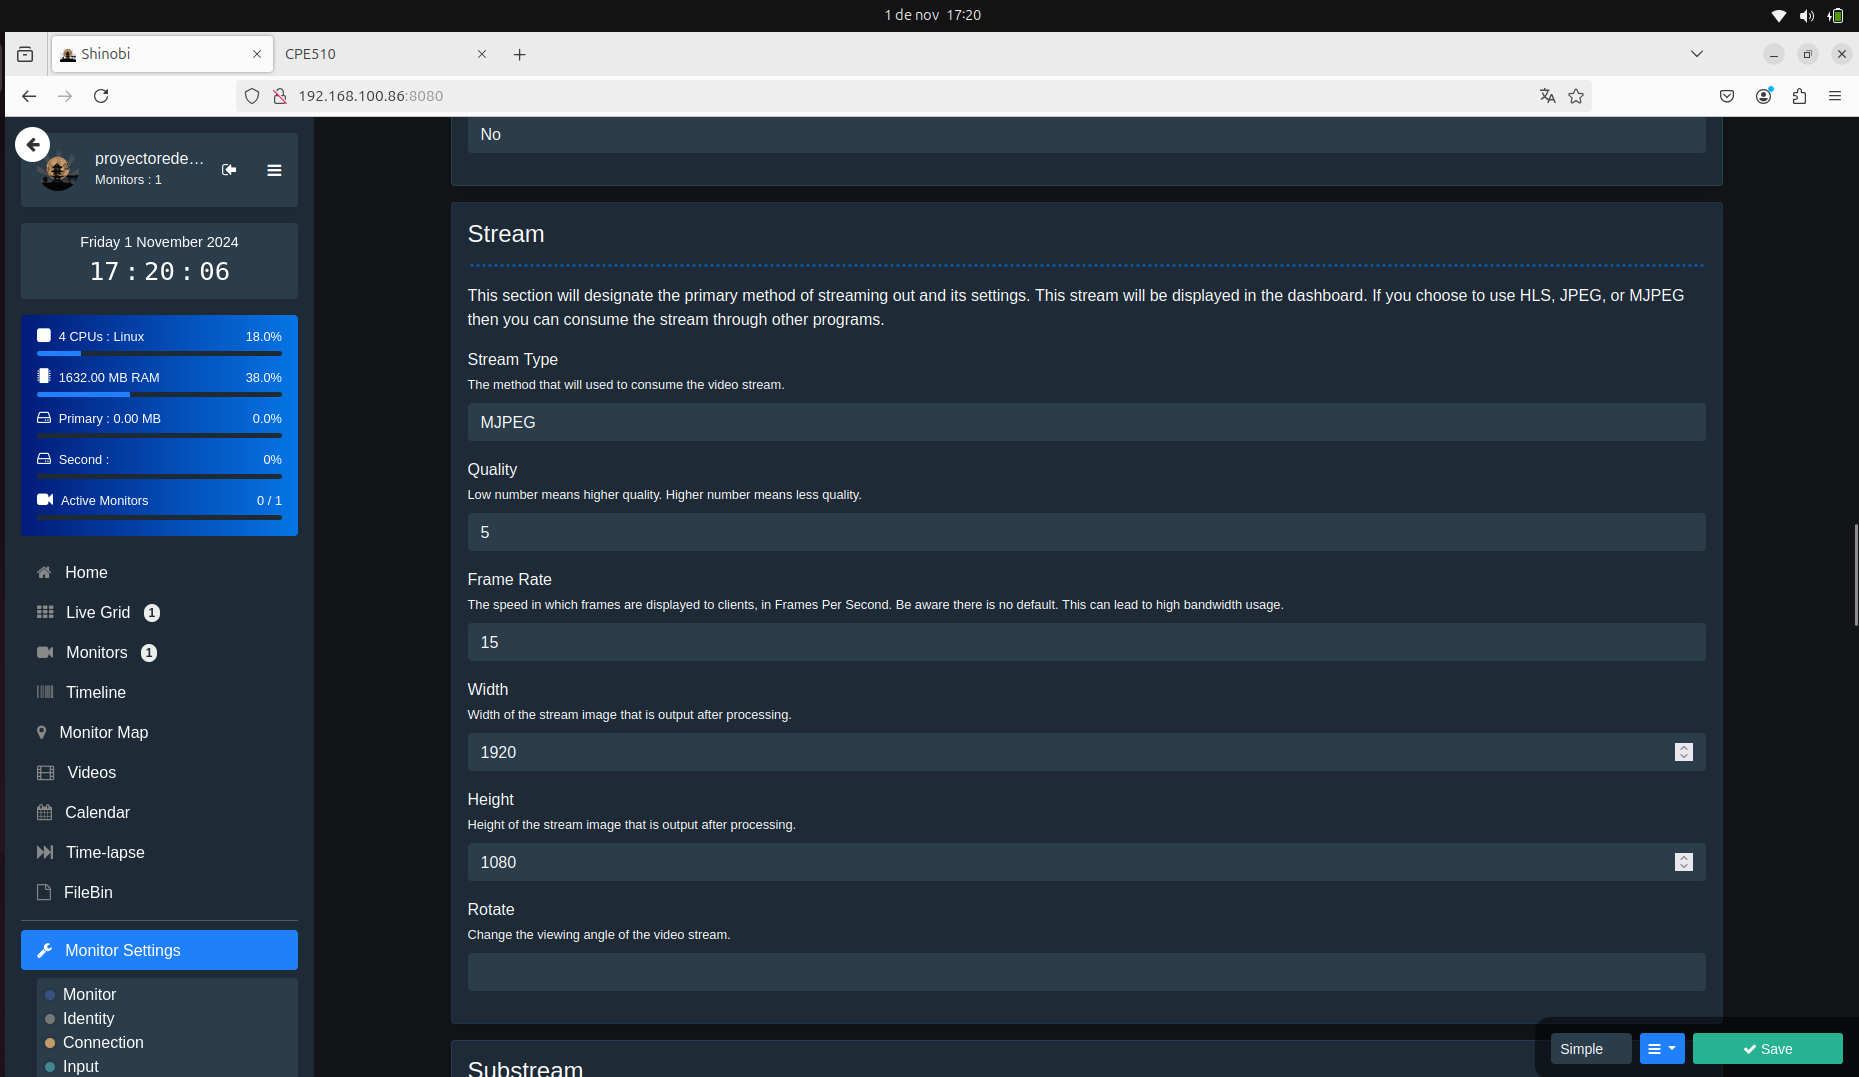 1 de nov 17:20
Shinobi
CPE510
192.168.100.86:8080
proyectorede...
Monitors : 1
Friday 1 November 2024
17 : 20 : 06
4 CPUs : Linux 18.0%
1632.00 MB RAM 38.0%
Primary : 0.00 MB 0.0%
Second : 0%
Active Monitors 0 / 1
Home
Live Grid 1
Monitors 1
Timeline
Monitor Map
Videos
Calendar
Time-lapse
FileBin
Monitor Settings
Monitor
Identity
Connection
Input
No
Stream
This section will designate the primary method of streaming out and its settings. This stream will be displayed in the dashboard. If you choose to use HLS, JPEG, or MJPEG
then you can consume the stream through other programs.
Stream Type
The method that will used to consume the video stream.
MJPEG
Quality
Low number means higher quality. Higher number means less quality.
5
Frame Rate
The speed in which frames are displayed to clients, in Frames Per Second. Be aware there is no default. This can lead to high bandwidth usage.
15
Width
Width of the stream image that is output after processing.
1920
Height
Height of the stream image that is output after processing.
1080
Rotate
Change the viewing angle of the video stream.
Substream
Simple
Save